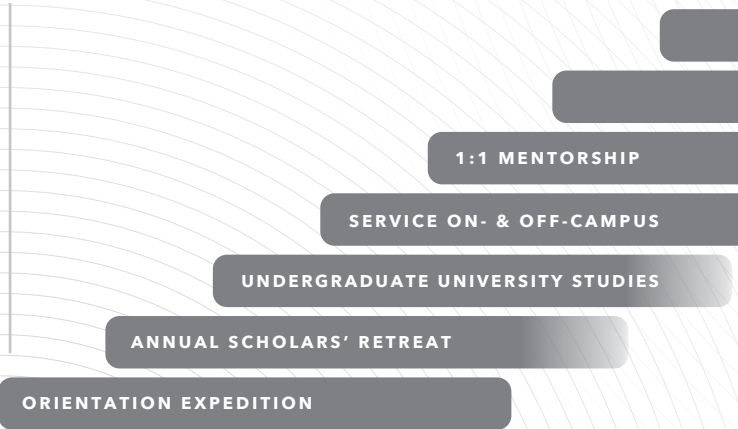 1:1 MENTORSHIP
SERVICE ON- & OFF-CAMPUS
UNDERGRADUATE UNIVERSITY STUDIES
ANNUAL SCHOLARS’ RETREAT
ORIENTATION EXPEDITION